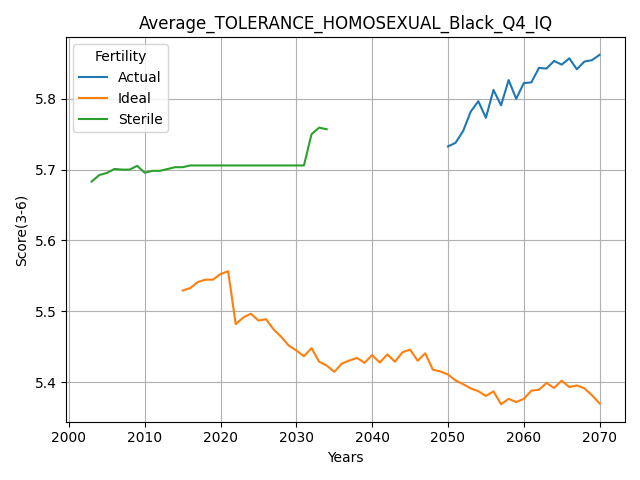 Average_TOLERANCE_HOMOSEXUAL_Black_Q4_IQ
Fertility
Actual
Ideal
Sterile
Score(3-6)
5.8
5.7
5.6
5.5
5.4
2000 2010 2020 2030 2040 2050 2060 2070
Years